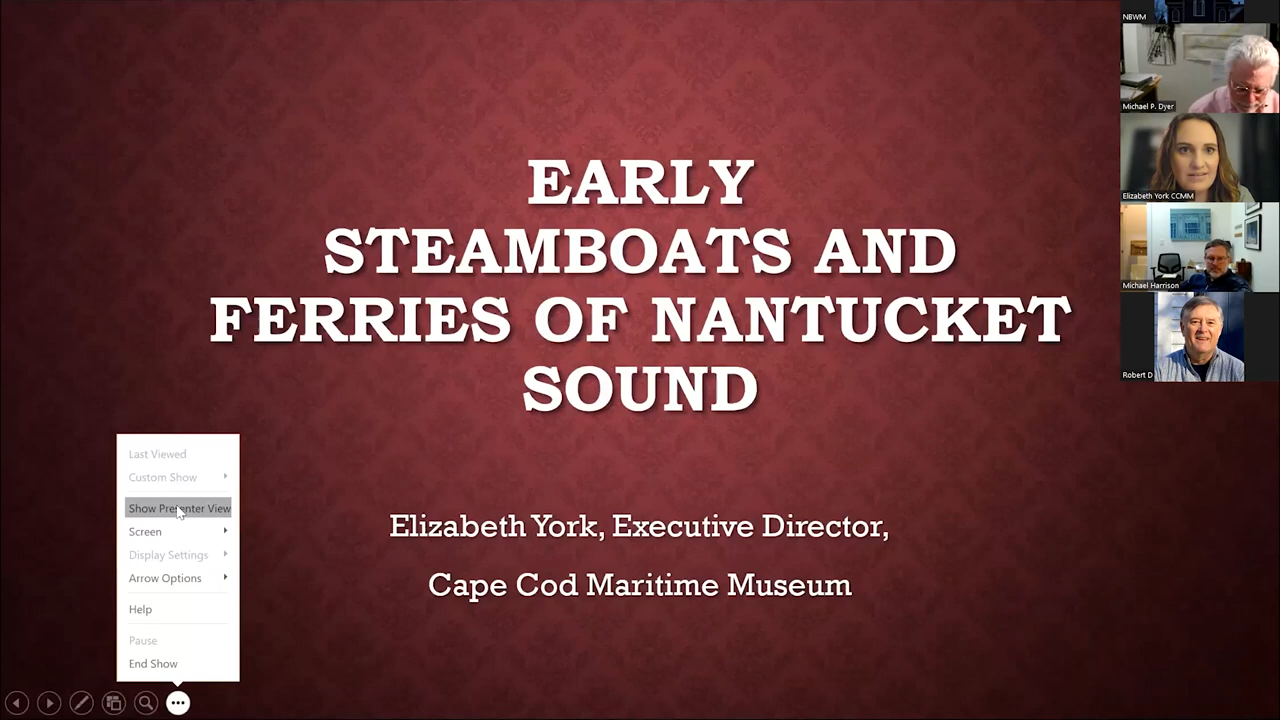 EARLY
STEAMBOATS AND
FERRIES OF NANTUCKET
SOUND
Elizabeth York, Executive Director,
Cape Cod Maritime Museum
Last Viewed
Custom Show
Show Presenter View
Screen
Display Settings
Arrow Options
Help
Pause
End Show
NBWM
Michael P. Dyer
Elizabeth York CCMM
Michael Harrison
Robert D